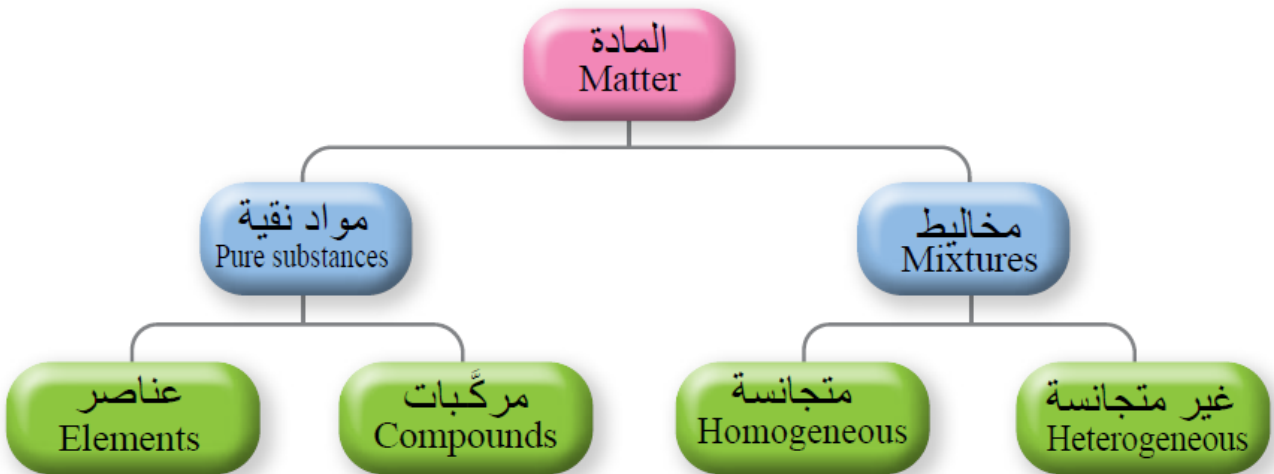 المادة
Matter
مواد نقية
Pure substances
مخاليط
Mixtures
عناصر
Elements
مركَّبات
Compounds
متجانسة
Homogeneous
غير متجانسة
Heterogeneous